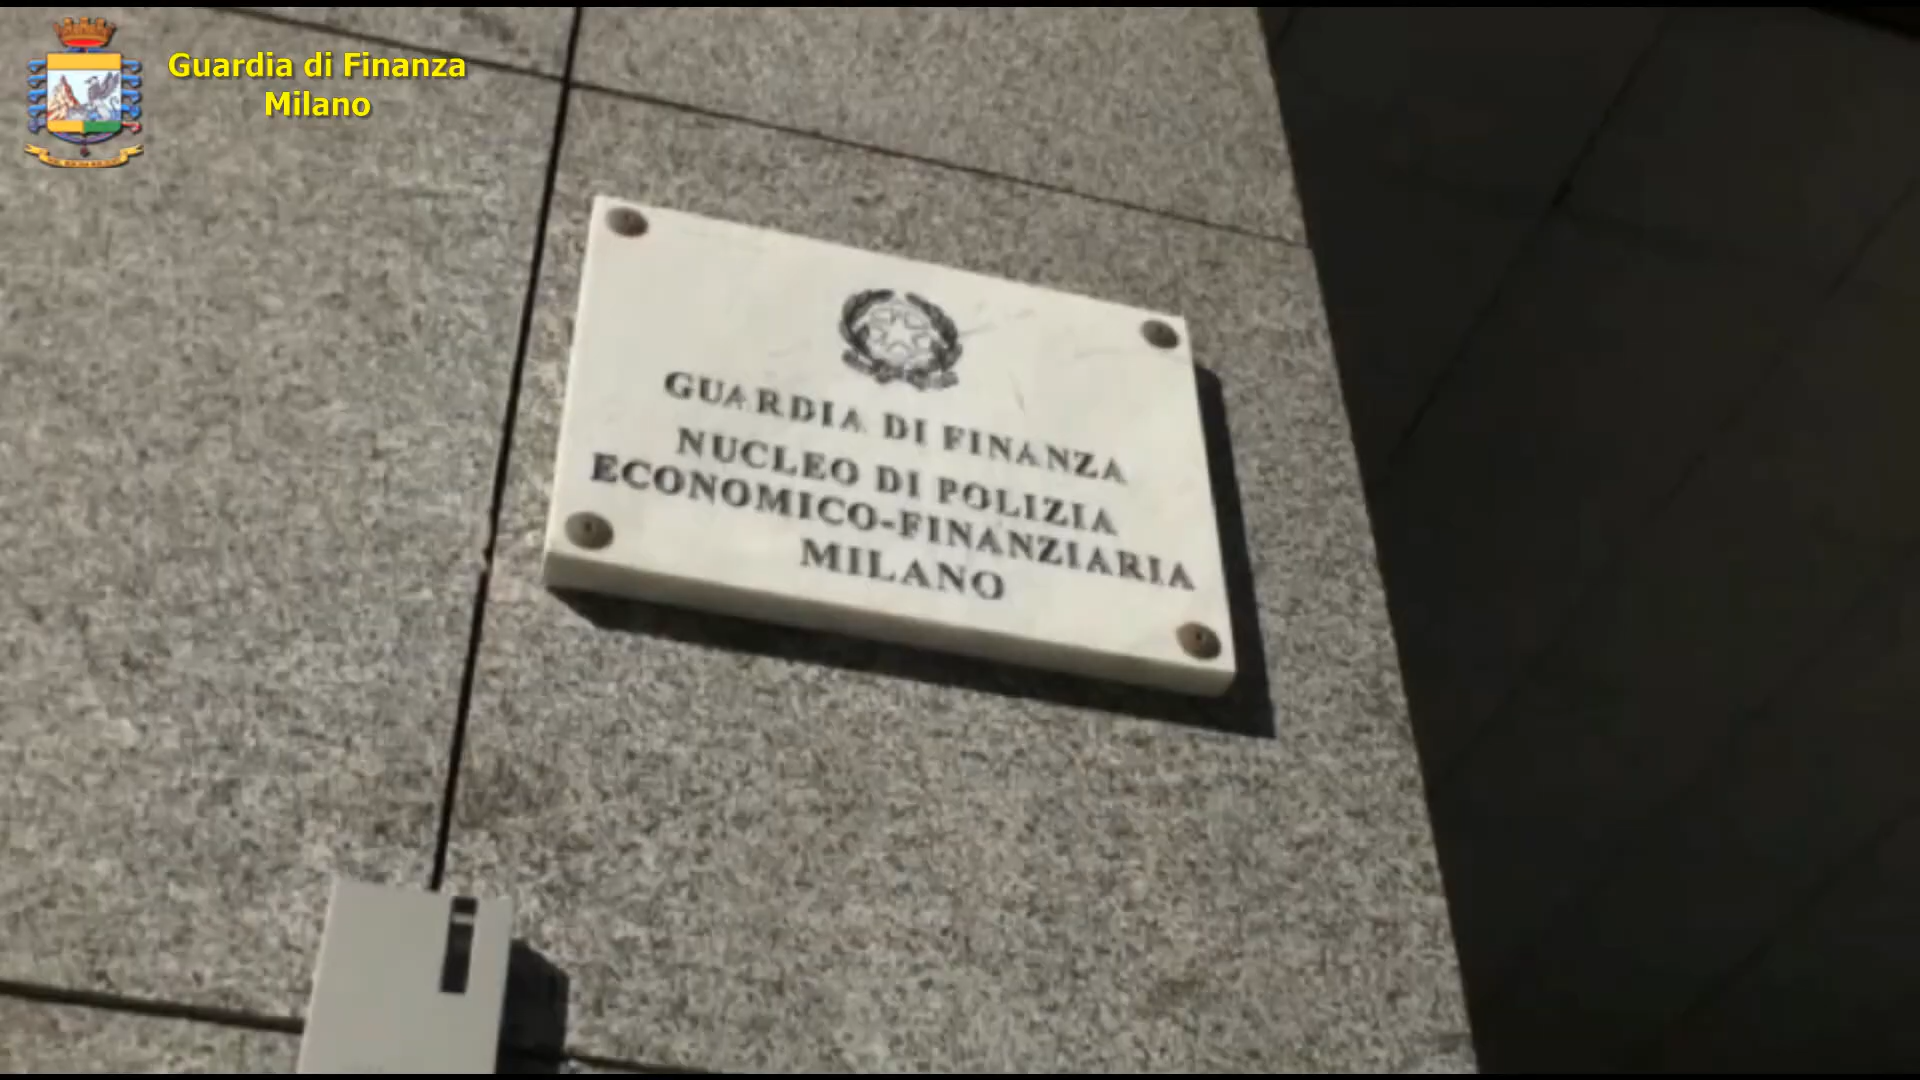 Guardia di Finanza
Milano
GUARDIA DI FINANZA
NUCLEO DI POLIZIA
ECONOMICO-FINANZIARIA
MILANO